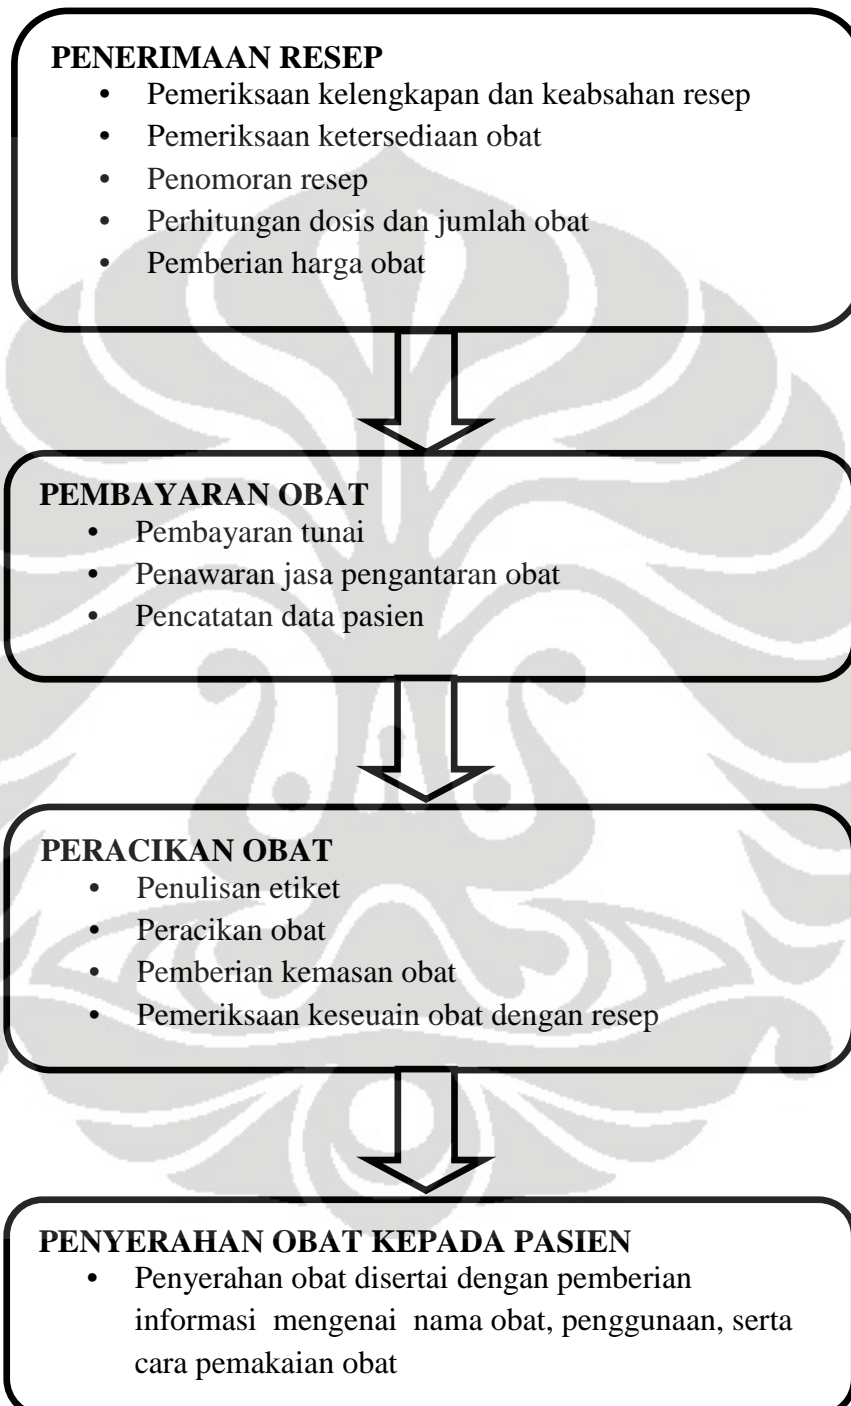 PENERIMAAN RESEP
• Pemeriksaan kelengkapan dan keabsahan resep
• Pemeriksaan ketersediaan obat
• Penomoran resep
• Perhitungan dosis dan jumlah obat
• Pemberian harga obat
PEMBAYARAN OBAT
• Pembayaran tunai
• Penawaran jasa pengantaran obat
• Pencatatan data pasien
PERACIKAN OBAT
• Penulisan etiket
• Peracikan obat
• Pemberian kemasan obat
• Pemeriksaan keseuain obat dengan resep
PENYERAHAN OBAT KEPADA PASIEN
• Penyerahan obat disertai dengan pemberian
informasi mengenai nama obat, penggunaan, serta
cara pemakaian obat